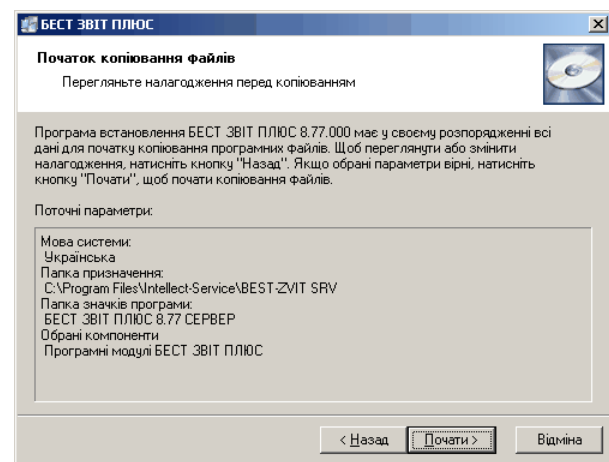 БЕСТ ЗВІТ ПЛЮС
Початок копіювання файлів
Перегляньте налагодження перед копіюванням
Програма встановлення БЕСТ ЗВІТ ПЛЮС 8.77.000 має у своєму розпорядженні всі
дані для початку копіювання програмних файлів. Щоб переглянути або змінити
налагодження, натисніть кнопку "Назад". Якщо обрані параметри вірні, натисніть
кнопку "Почати", щоб почати копіювання файлів.
Поточні параметри:
Мова системи:
Українська
Папка призначення:
C:\Program Files\Intellect-Service\BEST-ZVIT SRV
Папка значків програми:
БЕСТ ЗВІТ ПЛЮС 8.77 СЕРВЕР
Обрані компоненти
Програмні модулі БЕСТ ЗВІТ ПЛЮС
< Назад Почати > Відміна